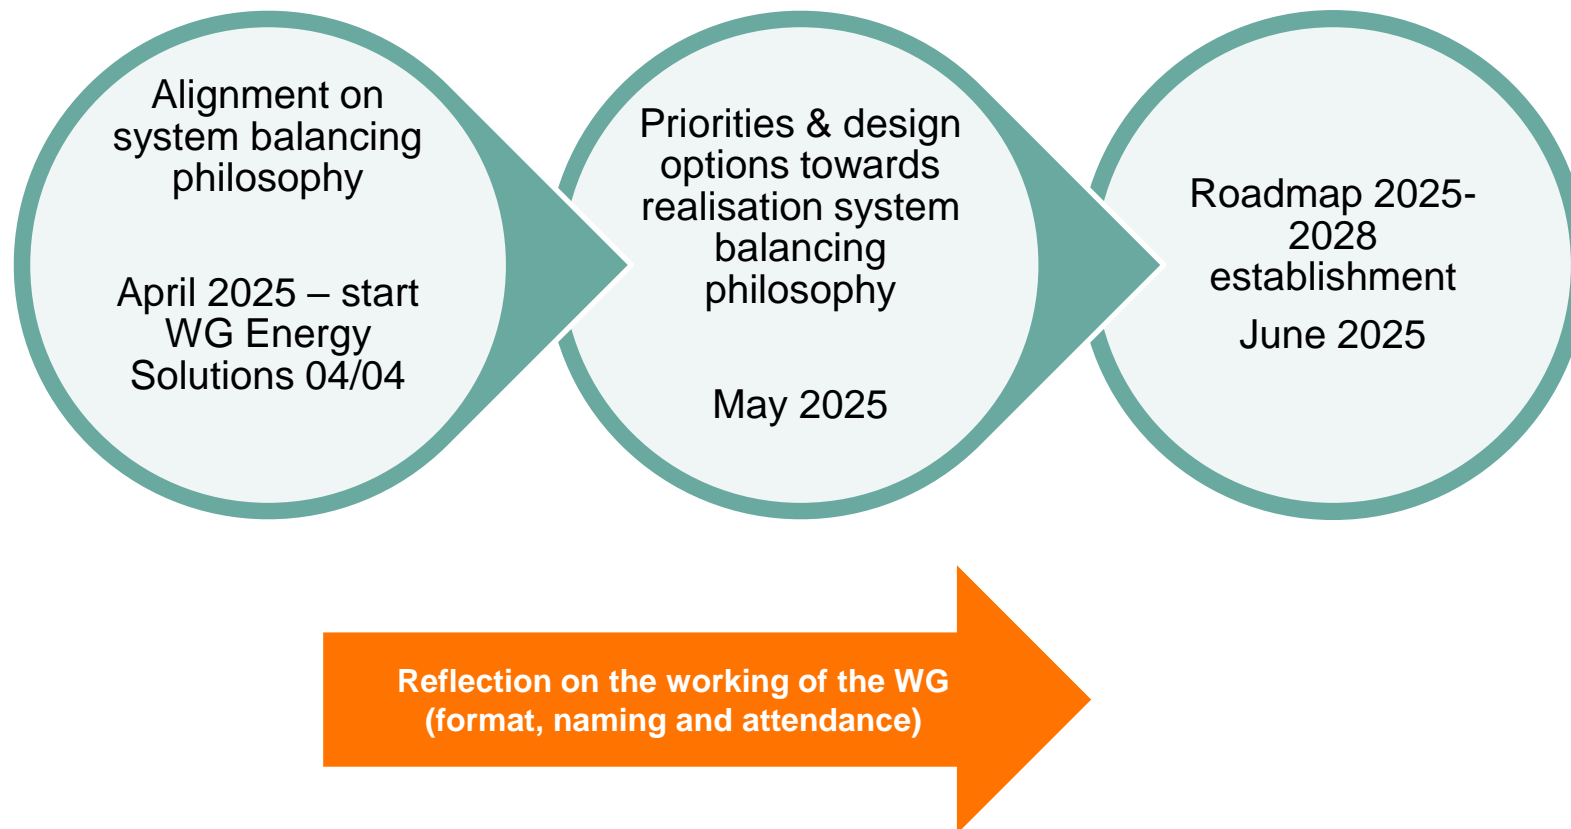 Alignment on
system balancing
philosophy
April 2025 – start
WG Energy
Solutions 04/04
Priorities & design
options towards
realisation system
balancing
philosophy
May 2025
Roadmap 2025-
2028
establishment
June 2025
Reflection on the working of the WG
(format, naming and attendance)